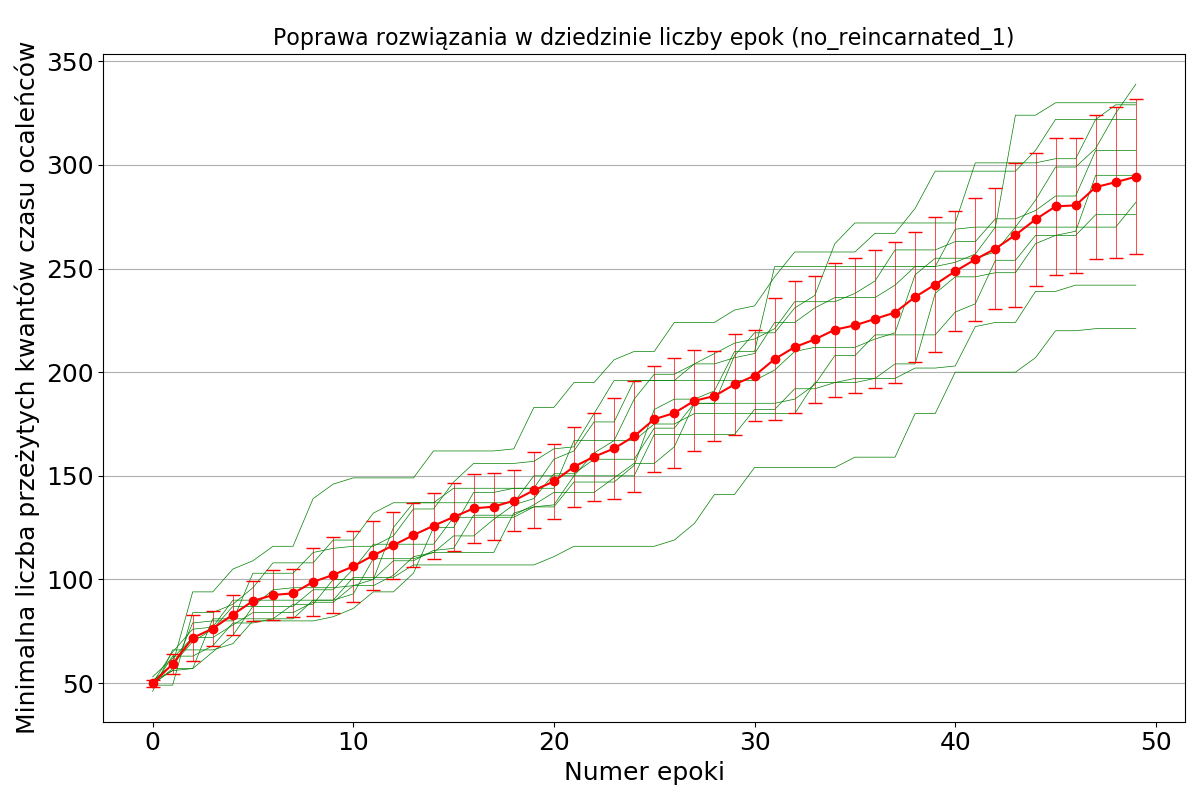 Poprawa rozwiązania w dziedzinie liczby epok (no_reincarnated_1)
Minimalna liczba przeżytych kwantów czasu ocaleńców
350
300
250
200
150
100
50
0 10 20 30 40 50
Numer epoki